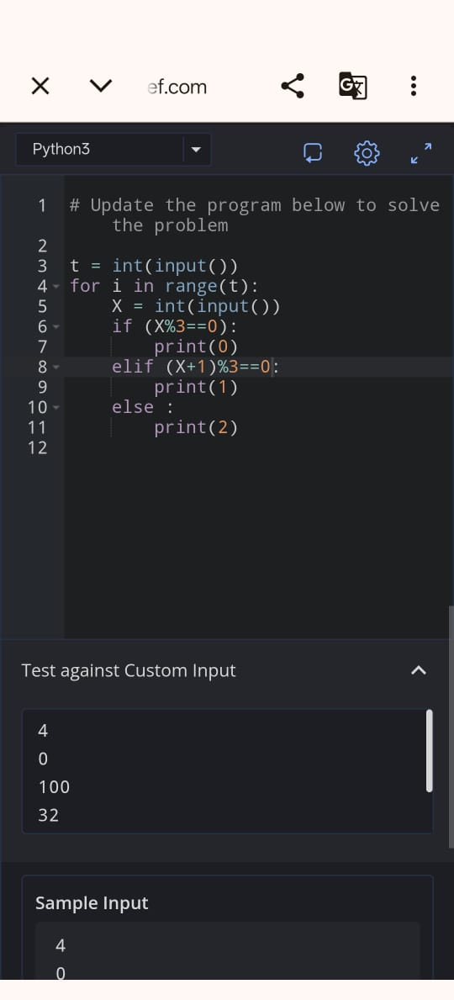 ef.com
Python3
1 # Update the program below to solve
the problem
2
3 t = int(input())
4 for i in range(t):
5     X = int(input())
6     if (X%3==0):
7         print(0)
8     elif (X+1)%3==0:
9         print(1)
10     else :
11         print(2)
12
Test against Custom Input
4
0
100
32
Sample Input
4
0